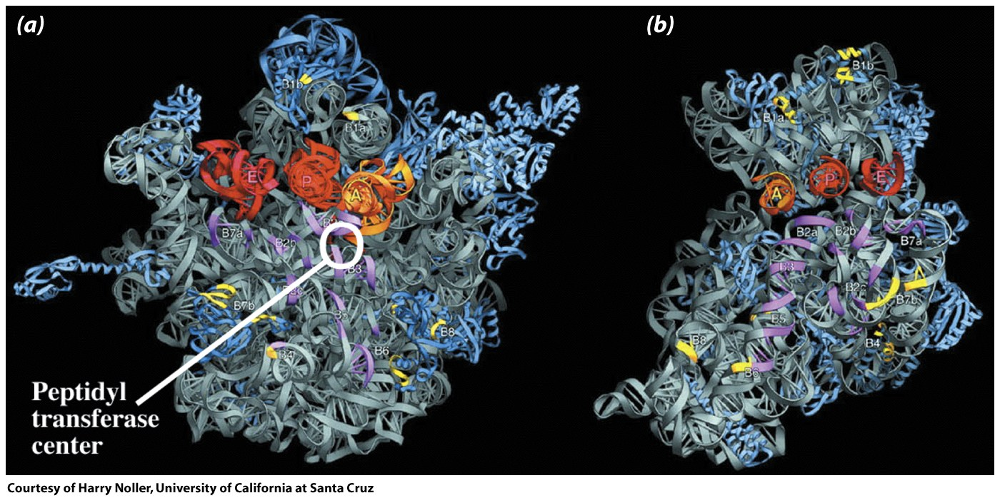 (a)
(b)
B1b
B1a
E
P
A
B7a
B2b
B3
B7b
B8
B4
B6
Peptidyl
transferase
center
B1b
B1a
A
P
E
B2a
B2b
B7a
B3
B2c
B7b
B5
B8
B4
B6
Courtesy of Harry Noller, University of California at Santa Cruz